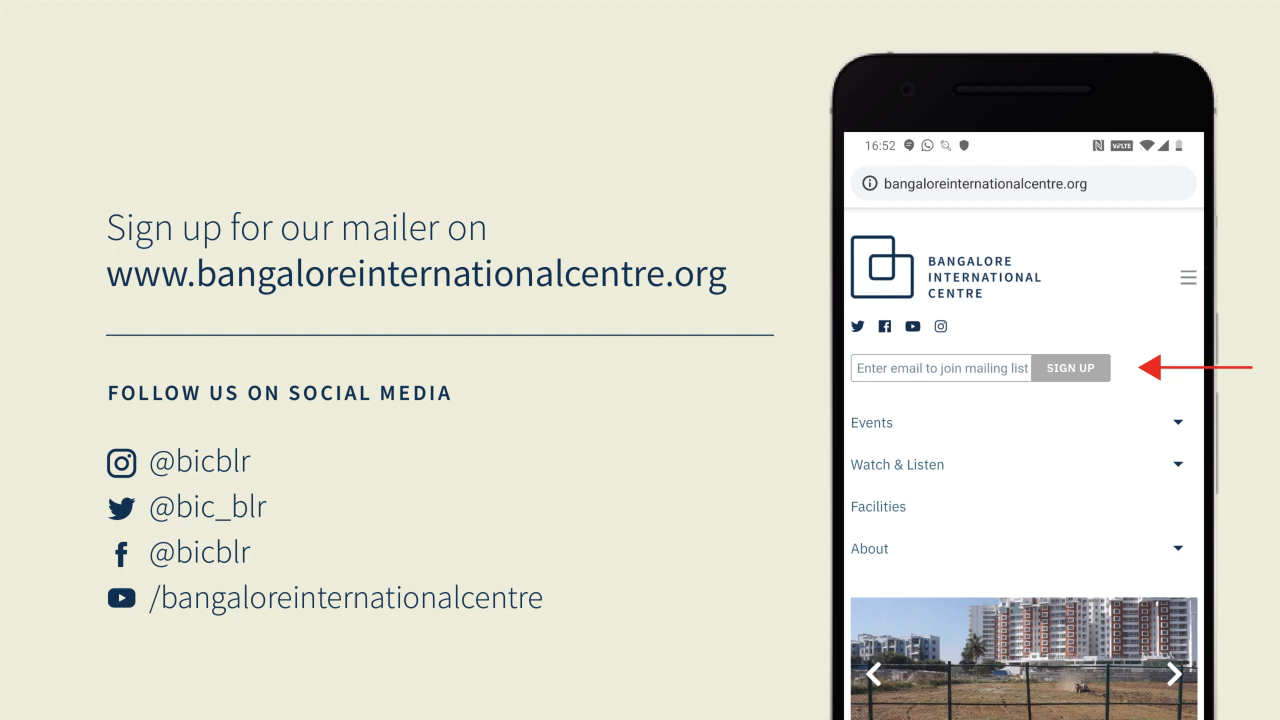 Sign up for our mailer on
www.bangaloreinternationalcentre.org
FOLLOW US ON SOCIAL MEDIA
@bicblr
@bic_blr
@bicblr
/bangaloreinternationalcentre
16:52
VoLTE
bangaloreinternationalcentre.org
BANGALORE
INTERNATIONAL
CENTRE
Enter email to join mailing list
SIGN UP
Events
Watch & Listen
Facilities
About